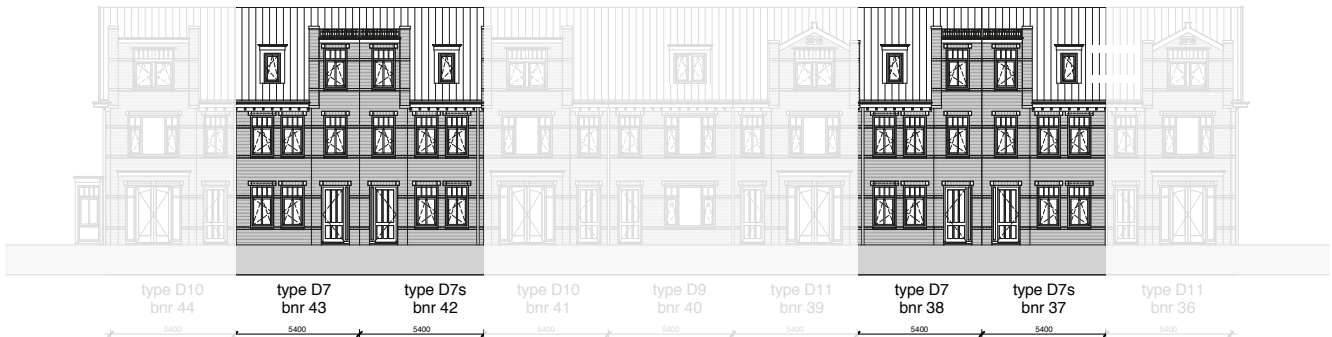 type D10 type D7 type D7s type D10 type D9 type D11 type D7 type D7s type D11
bnr 44 bnr 43 bnr 42 bnr 41 bnr 40 bnr 39 bnr 38 bnr 37 bnr 36
5400 5400 5400 5400 5400 5400 5400 5400 5400